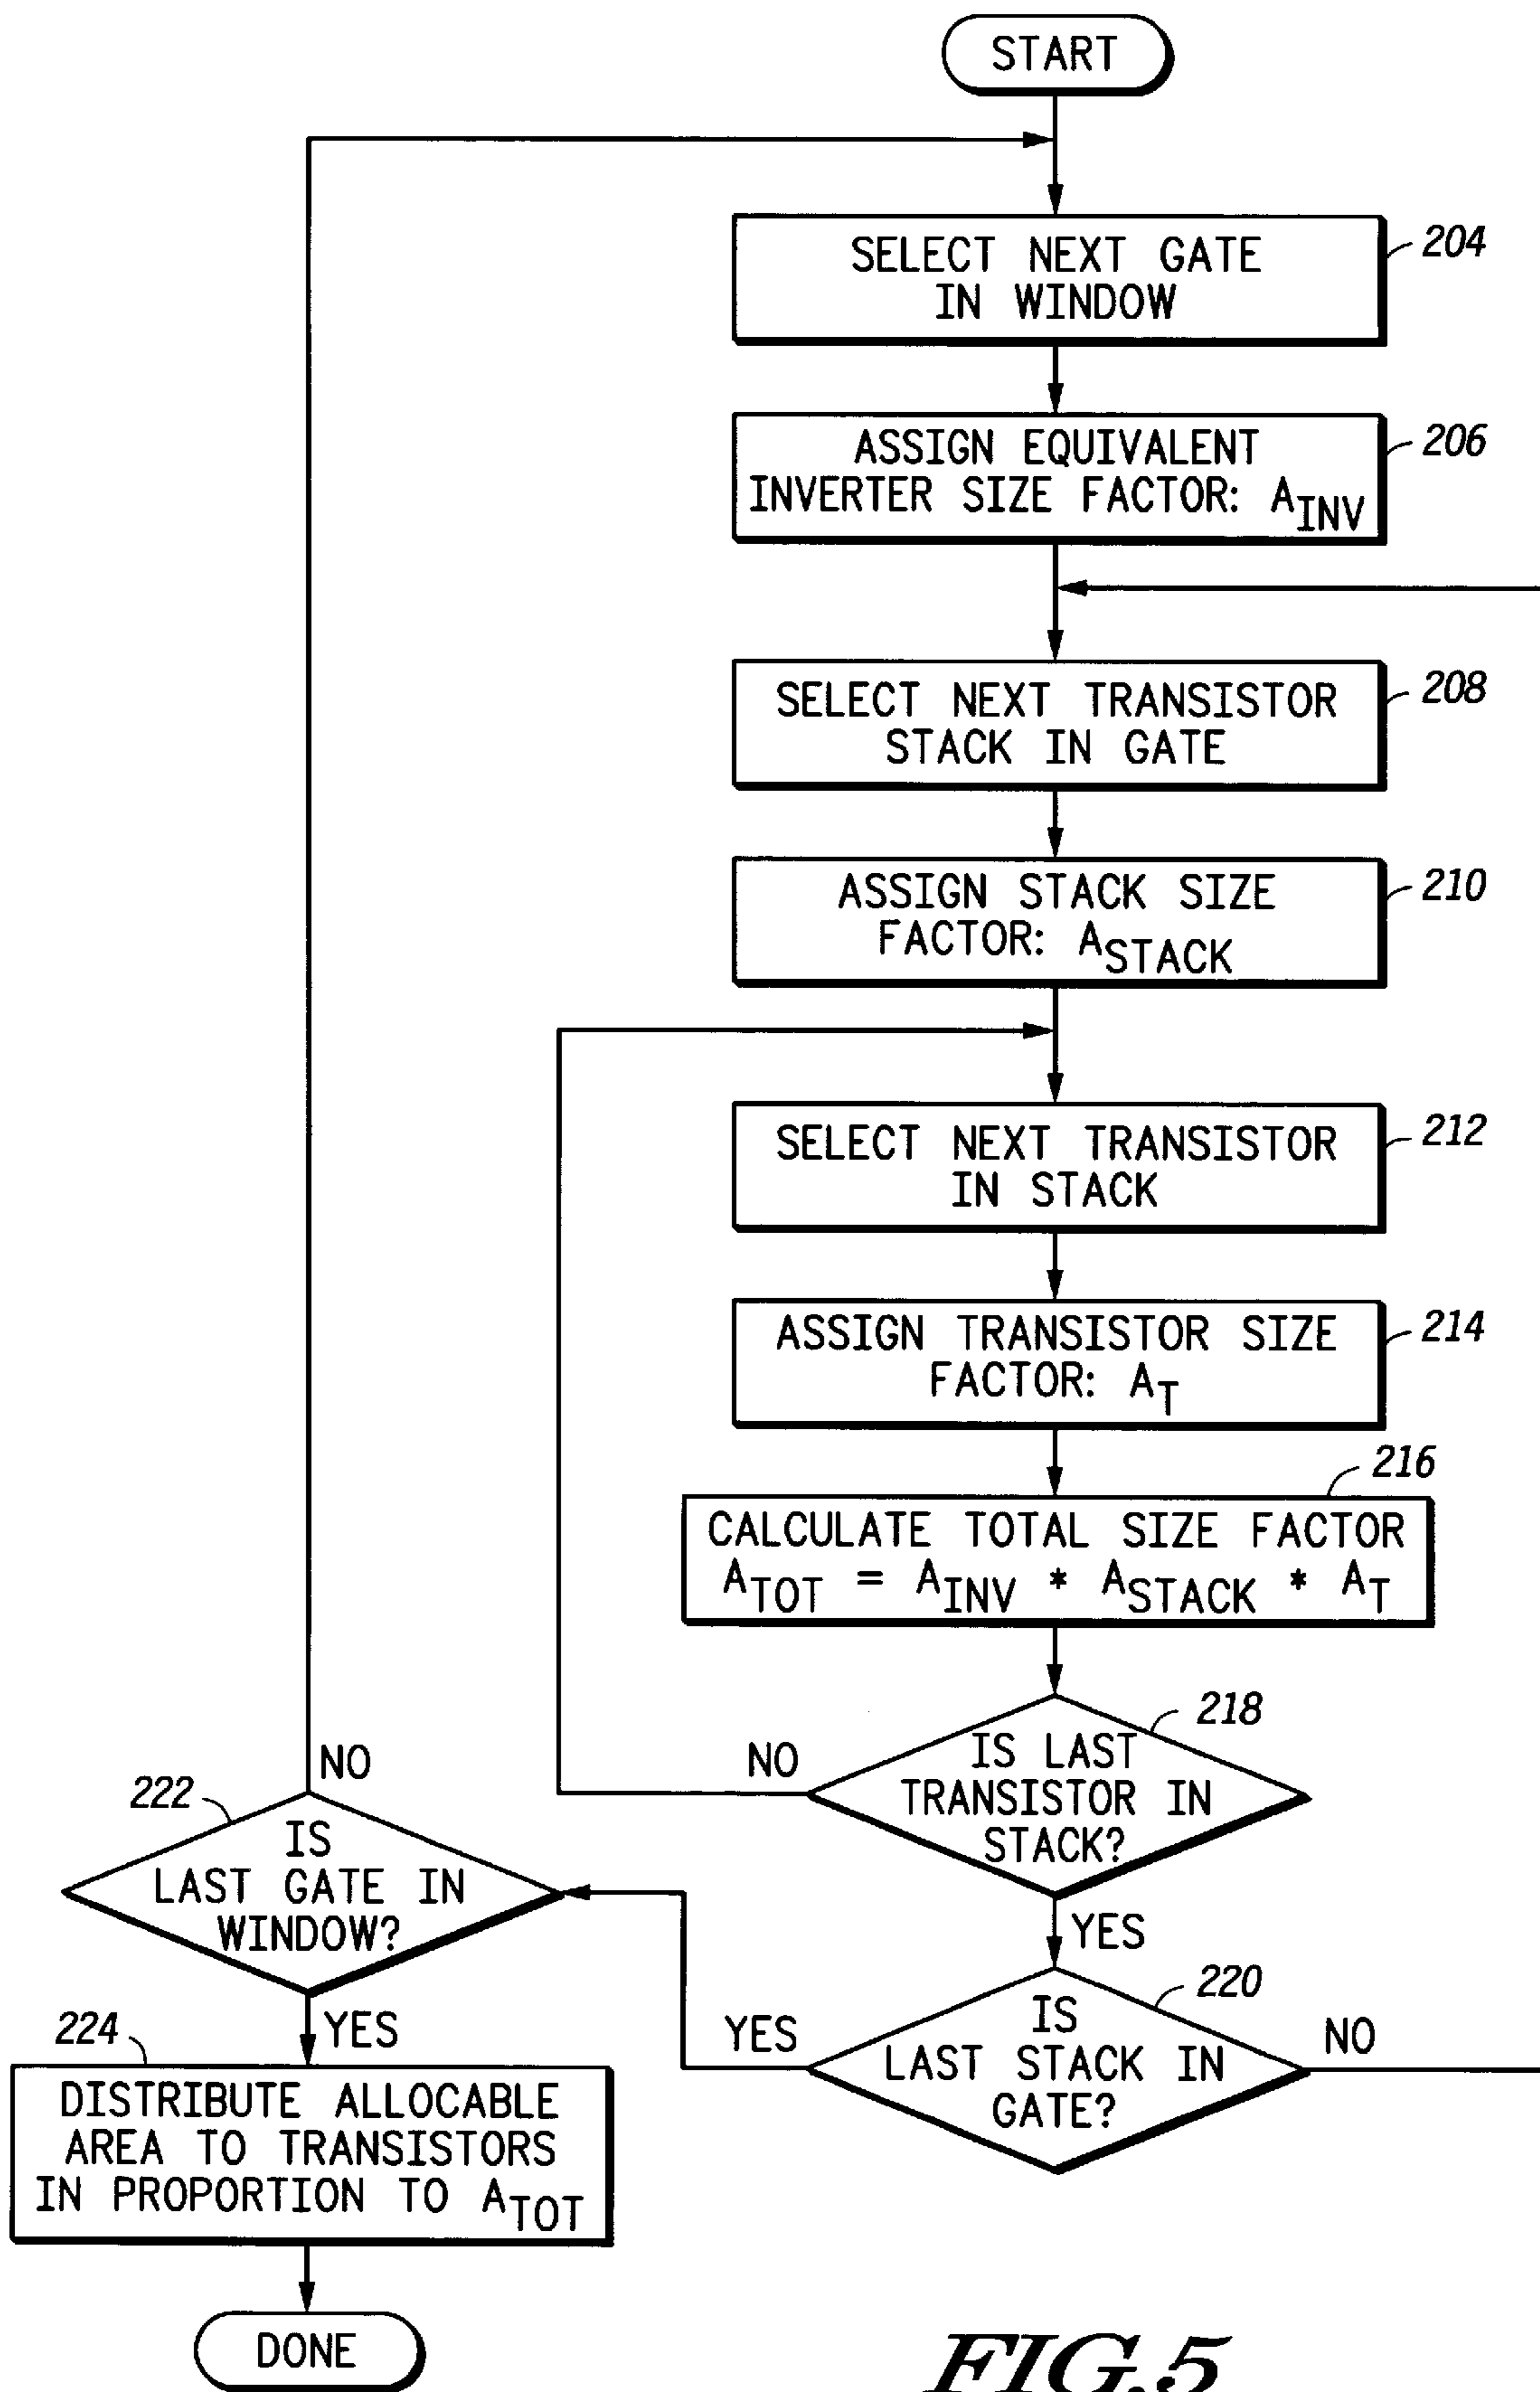 START
SELECT NEXT GATE
IN WINDOW
204
ASSIGN EQUIVALENT
INVERTER SIZE FACTOR: AINV
206
SELECT NEXT TRANSISTOR
STACK IN GATE
208
ASSIGN STACK SIZE
FACTOR: ASTACK
210
SELECT NEXT TRANSISTOR
IN STACK
212
ASSIGN TRANSISTOR SIZE
FACTOR: AT
214
216
CALCULATE TOTAL SIZE FACTOR
ATOT = AINV * ASTACK * AT
218
IS LAST
TRANSISTOR IN
STACK?
NO
YES
220
IS
LAST STACK IN
GATE?
NO
YES
222
IS
LAST GATE IN
WINDOW?
NO
YES
224
DISTRIBUTE ALLOCABLE
AREA TO TRANSISTORS
IN PROPORTION TO ATOT
DONE
FIG.5